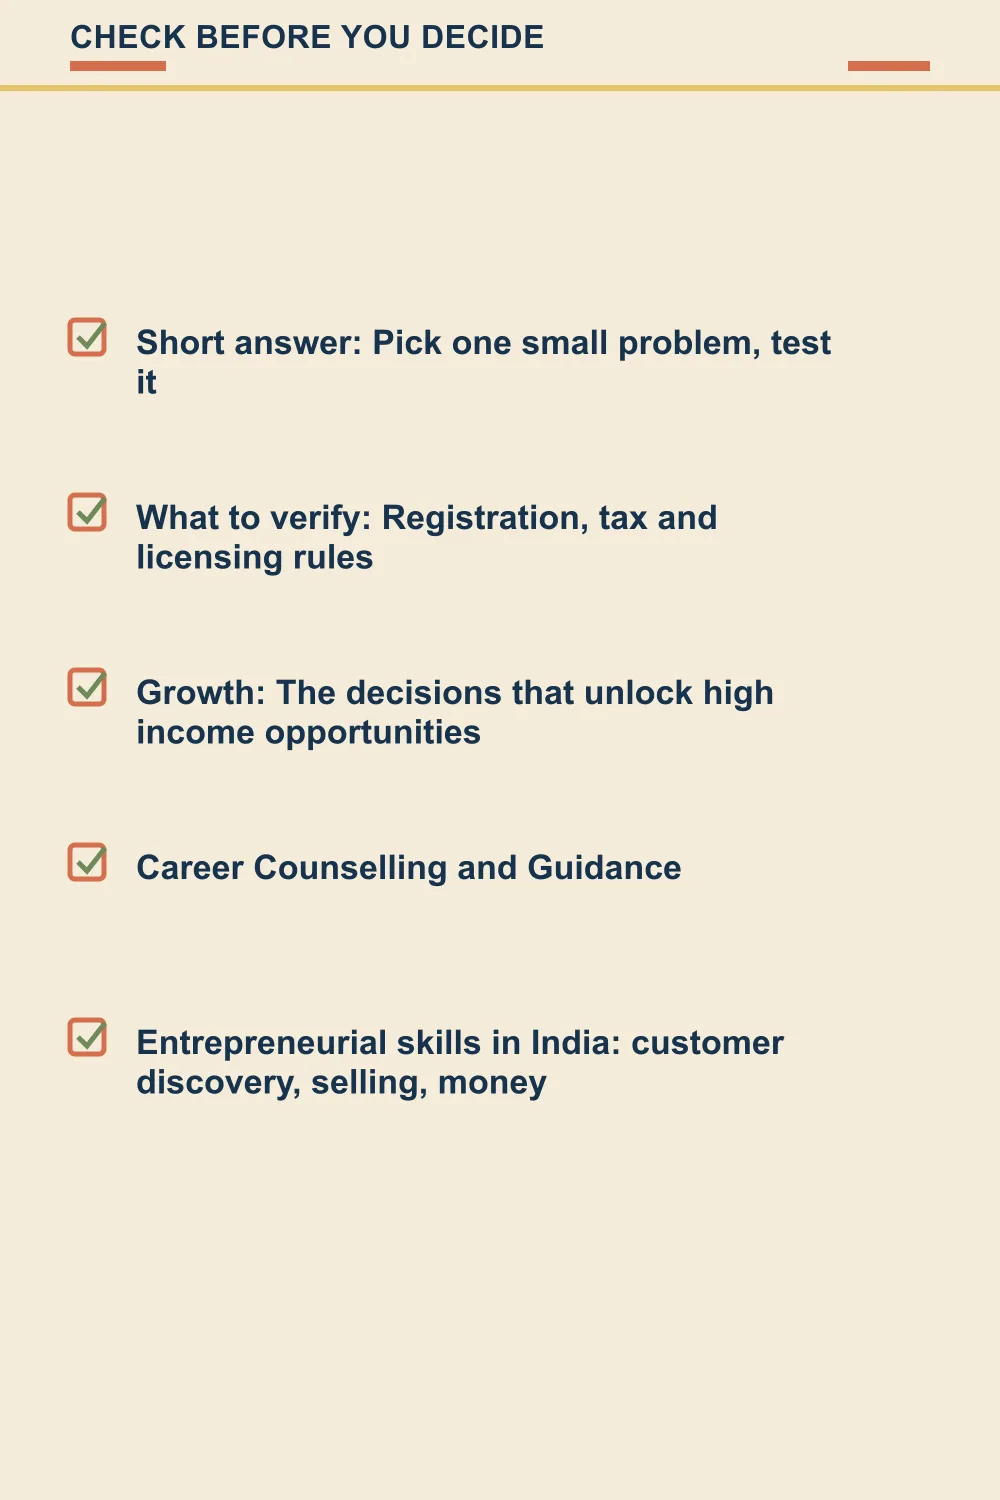 CHECK BEFORE YOU DECIDE
Short answer: Pick one small problem, test
it
What to verify: Registration, tax and
licensing rules
Growth: The decisions that unlock high
income opportunities
Career Counselling and Guidance
Entrepreneurial skills in India: customer
discovery, selling, money